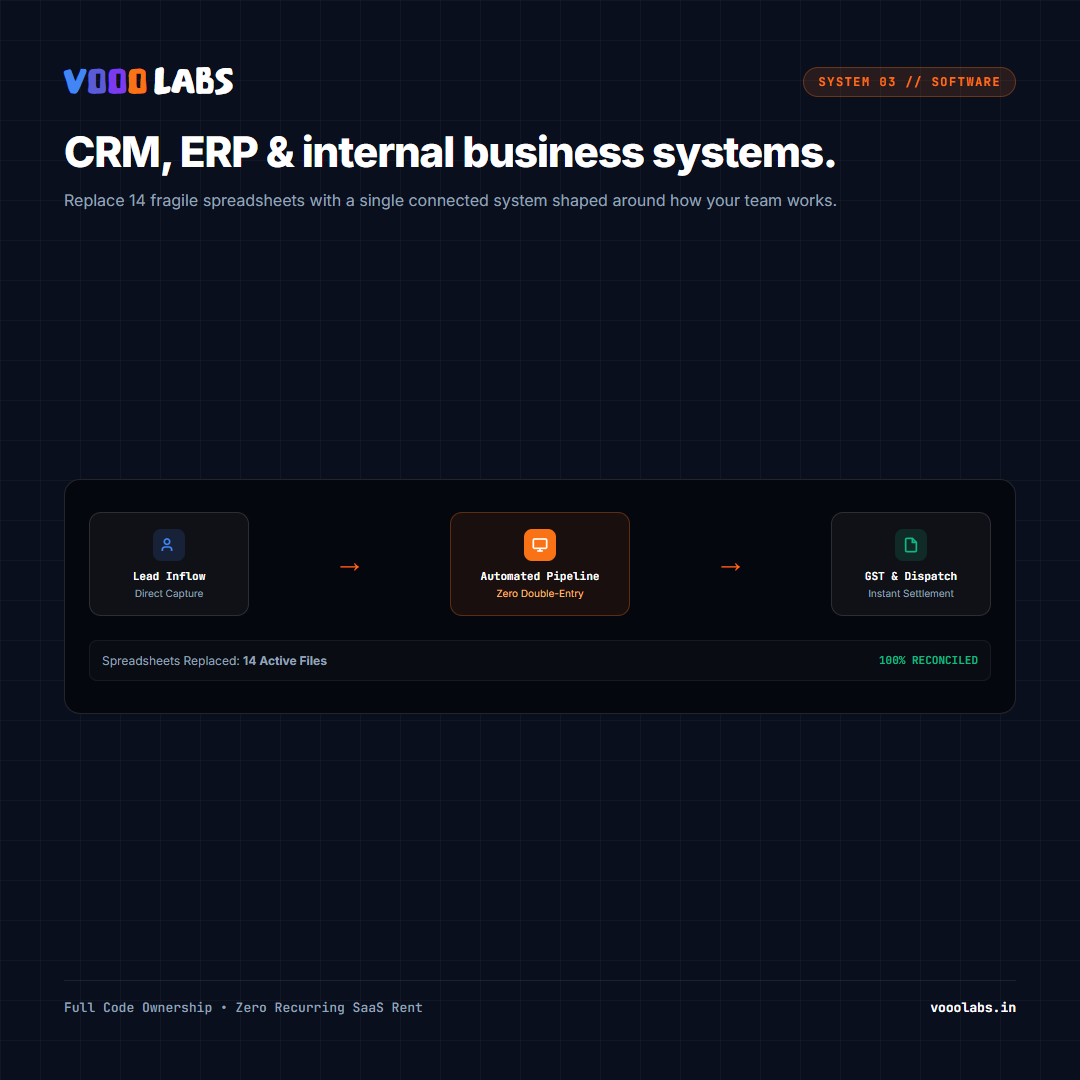 VOOO LABS
SYSTEM 03 // SOFTWARE
CRM, ERP & internal business systems.
Replace 14 fragile spreadsheets with a single connected system shaped around how your team works.
Lead Inflow
Direct Capture
→
Automated Pipeline
Zero Double-Entry
→
GST & Dispatch
Instant Settlement
Spreadsheets Replaced: 14 Active Files
100% RECONCILED
Full Code Ownership • Zero Recurring SaaS Rent
vooolabs.in